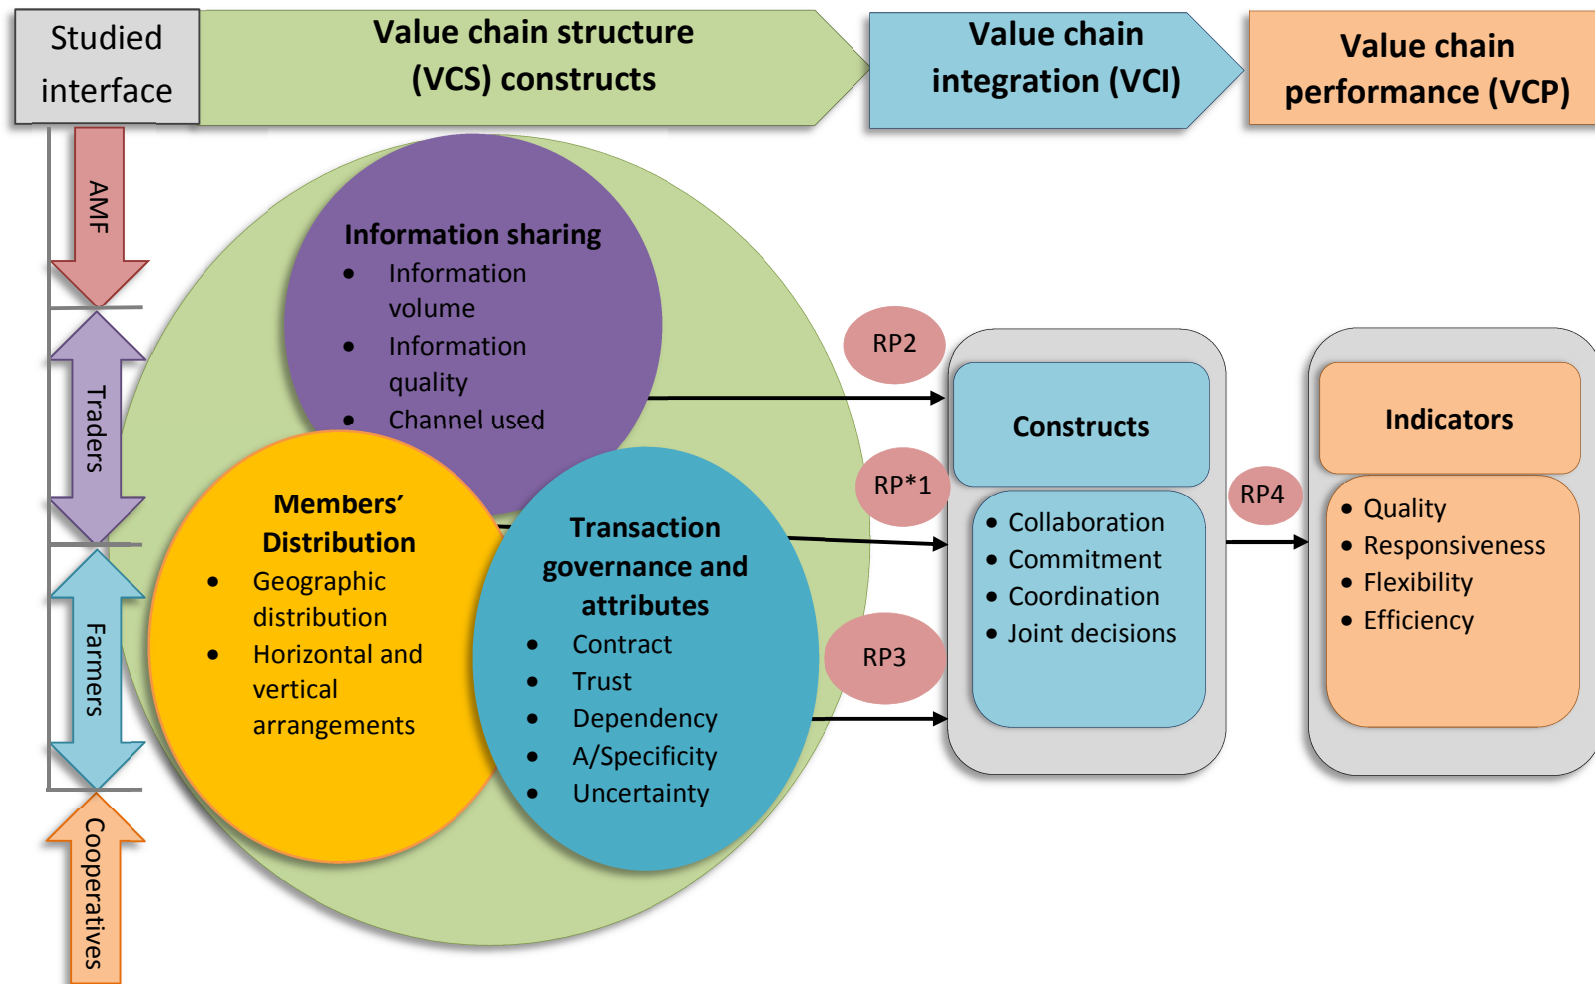 Studied
interface
Value chain structure
(VCS) constructs
Value chain
integration (VCI)
Value chain
performance (VCP)
AMF
Traders
Farmers
Cooperatives
Information sharing
• Information
volume
• Information
quality
• Channel used
Members´
Distribution
• Geographic
distribution
• Horizontal and
vertical
arrangements
Transaction
governance and
attributes
• Contract
• Trust
• Dependency
• A/Specificity
• Uncertainty
RP2
RP*1
RP3
Constructs
• Collaboration
• Commitment
• Coordination
• Joint decisions
RP4
Indicators
• Quality
• Responsiveness
• Flexibility
• Efficiency